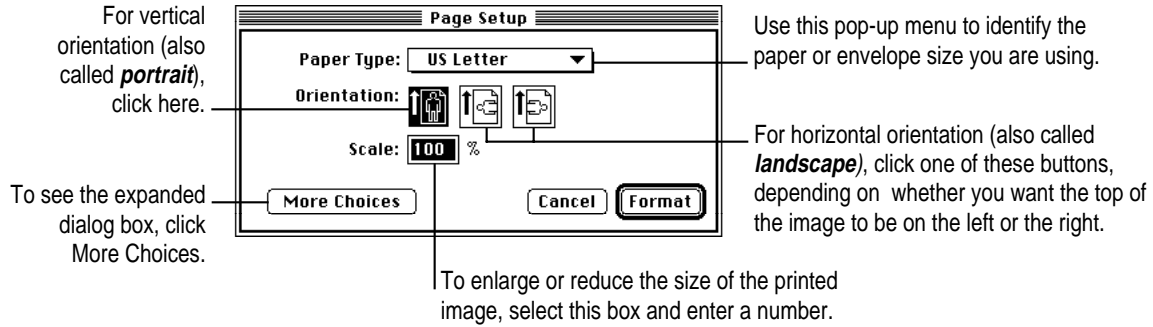 For vertical
orientation (also
called portrait),
click here.
To see the expanded
dialog box, click
More Choices.
Page Setup
Paper Type: US Letter
Orientation:
Scale: 100 %
More Choices Cancel Format
Use this pop-up menu to identify the
paper or envelope size you are using.
For horizontal orientation (also called
landscape), click one of these buttons,
depending on whether you want the top of
the image to be on the left or the right.
To enlarge or reduce the size of the printed
image, select this box and enter a number.